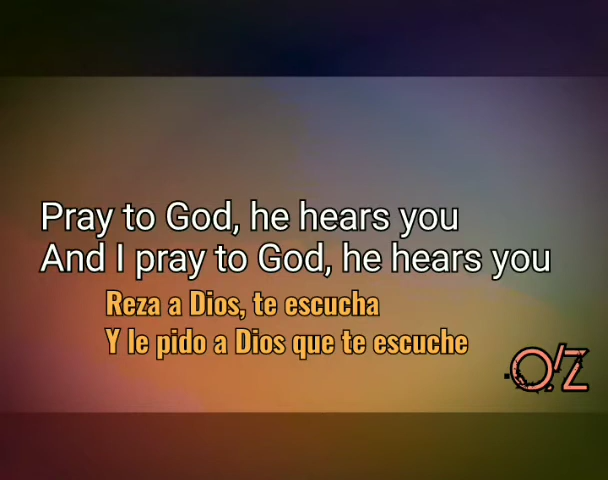 Pray to God, he hears you
And I pray to God, he hears you
Reza a Dios, te escucha
Y le pido a Dios que te escuche
O'Z